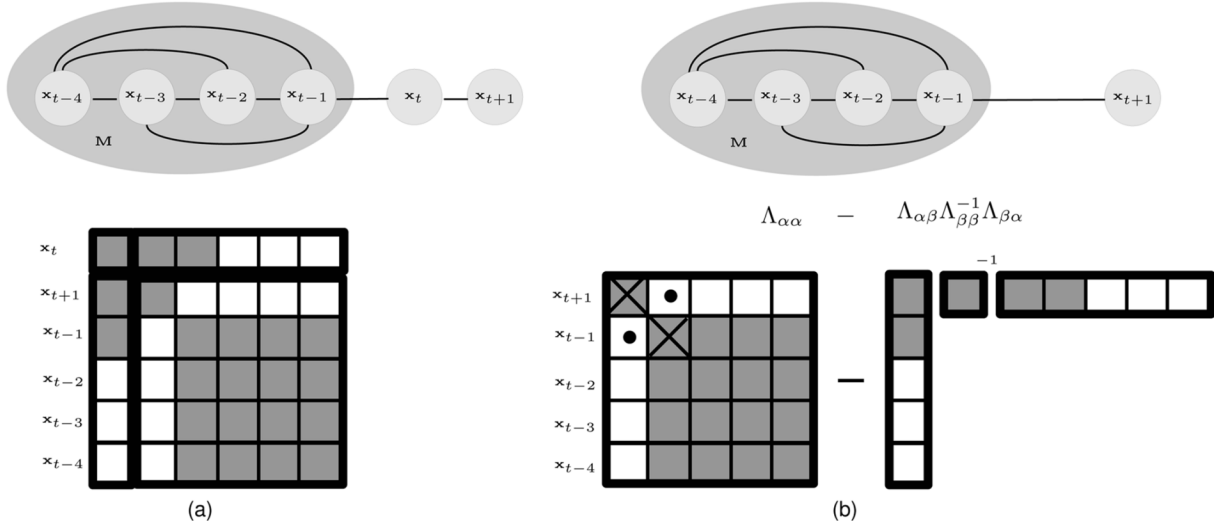 x_{t−4} x_{t−3} x_{t−2} x_{t−1} x_t x_{t+1}
M
x_{t−4} x_{t−3} x_{t−2} x_{t−1} x_{t+1}
M
Λ_{αα} − Λ_{αβ}Λ_{ββ}^{−1}Λ_{βα}
x_t
x_{t+1}
x_{t−1}
x_{t−2}
x_{t−3}
x_{t−4}
(a)
−1
x_{t+1}
x_{t−1}
x_{t−2}
−
x_{t−3}
x_{t−4}
(b)